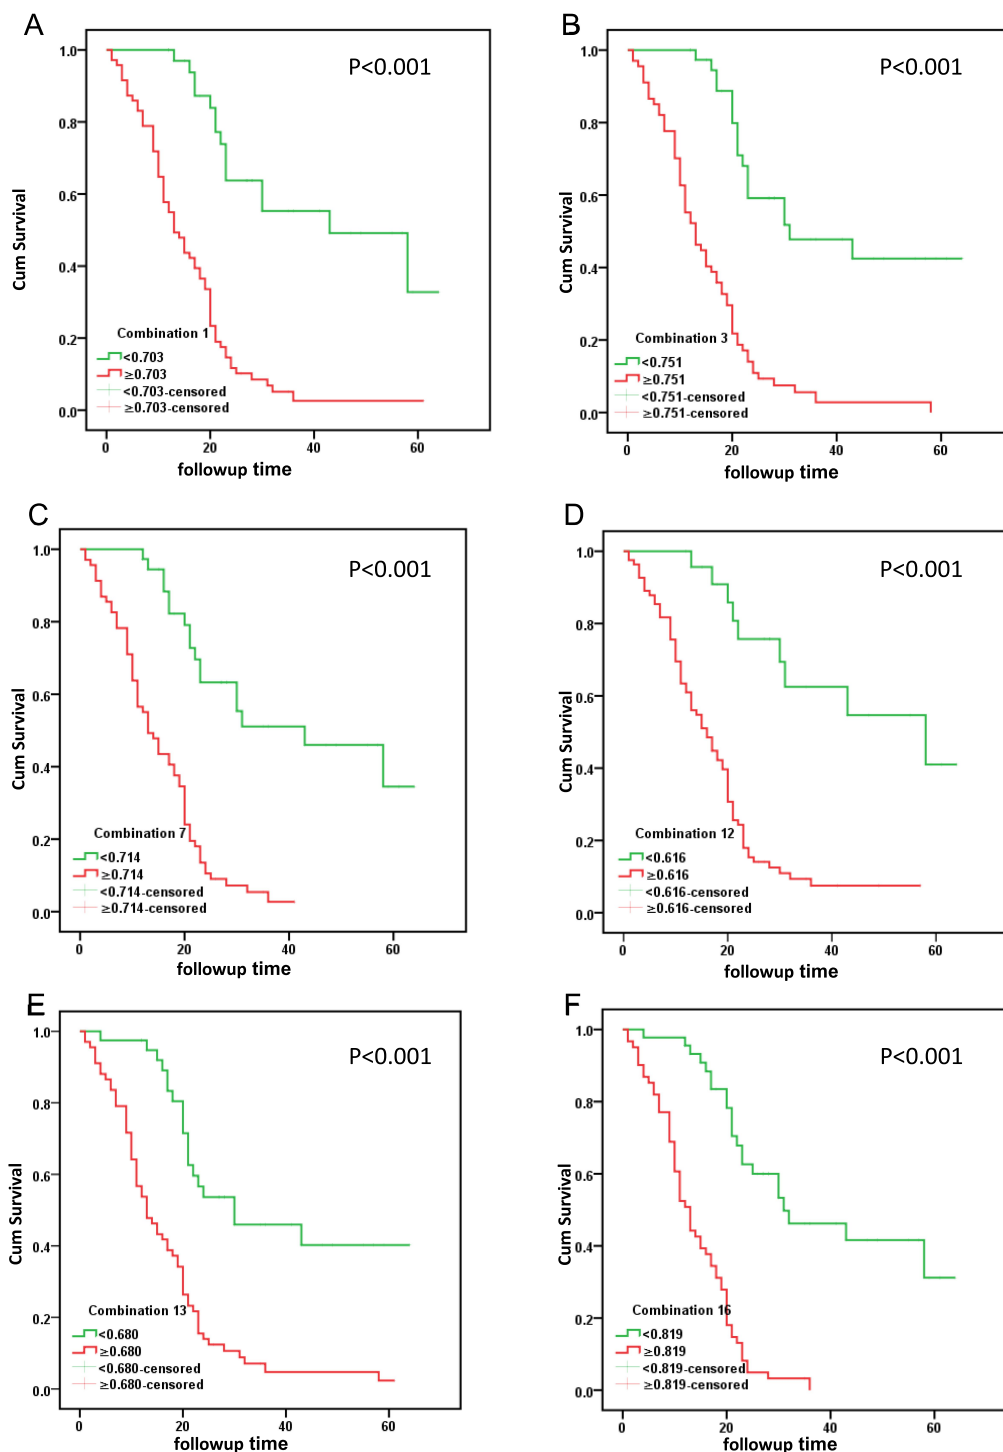 A
P<0.001
1.0
0.8
0.6
0.4
0.2
0.0
Cum Survival
Combination 1
<0.703
≥0.703
<0.703-censored
≥0.703-censored
0 20 40 60
followup time
B
P<0.001
1.0
0.8
0.6
0.4
0.2
0.0
Cum Survival
Combination 3
<0.751
≥0.751
<0.751-censored
≥0.751-censored
0 20 40 60
followup time
C
P<0.001
1.0
0.8
0.6
0.4
0.2
0.0
Cum Survival
Combination 7
<0.714
≥0.714
<0.714-censored
≥0.714-censored
0 20 40 60
followup time
D
P<0.001
1.0
0.8
0.6
0.4
0.2
0.0
Cum Survival
Combination 12
<0.616
≥0.616
<0.616-censored
≥0.616-censored
0 20 40 60
followup time
E
P<0.001
1.0
0.8
0.6
0.4
0.2
0.0
Cum Survival
Combination 13
<0.680
≥0.680
<0.680-censored
≥0.680-censored
0 20 40 60
followup time
F
P<0.001
1.0
0.8
0.6
0.4
0.2
0.0
Cum Survival
Combination 16
<0.819
≥0.819
<0.819-censored
≥0.819-censored
0 20 40 60
followup time